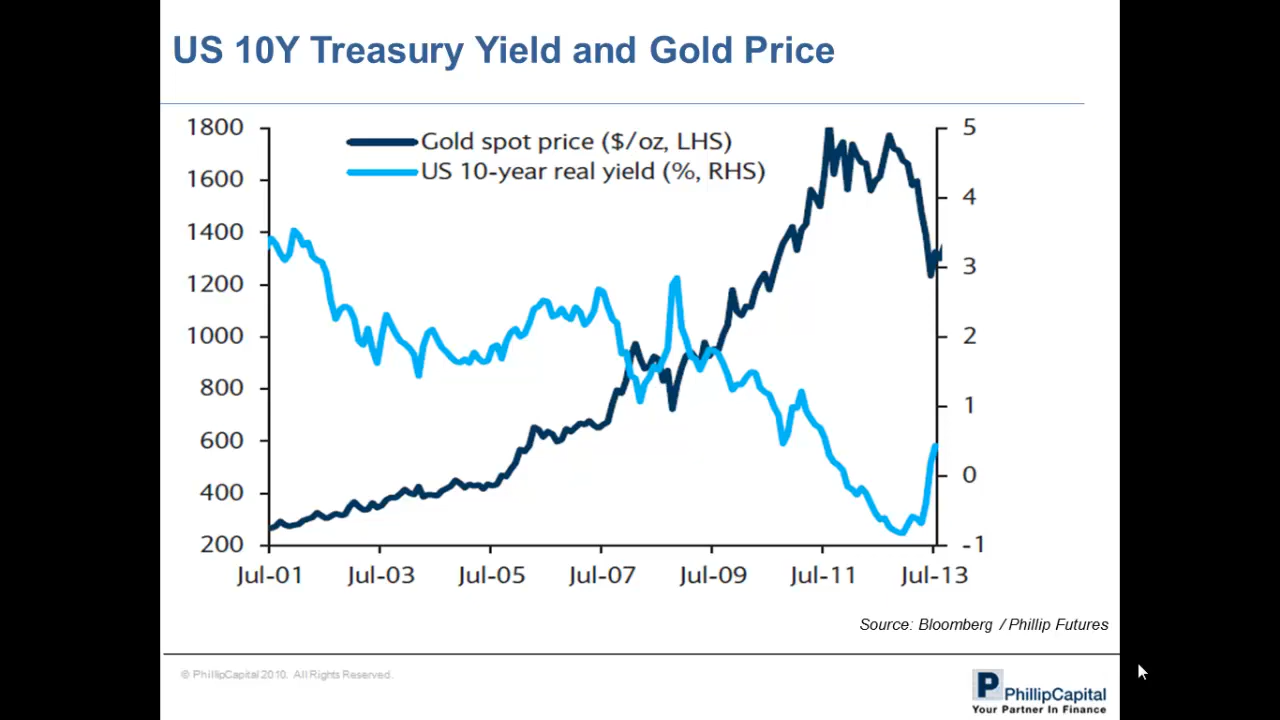 US 10Y Treasury Yield and Gold Price
Gold spot price ($/oz, LHS)
US 10-year real yield (%, RHS)
1800
1600
1400
1200
1000
800
600
400
200
5
4
3
2
1
0
-1
Jul-01 Jul-03 Jul-05 Jul-07 Jul-09 Jul-11 Jul-13
Source: Bloomberg / Phillip Futures
© PhillipCapital 2010. All Rights Reserved.
P PhillipCapital
Your Partner In Finance